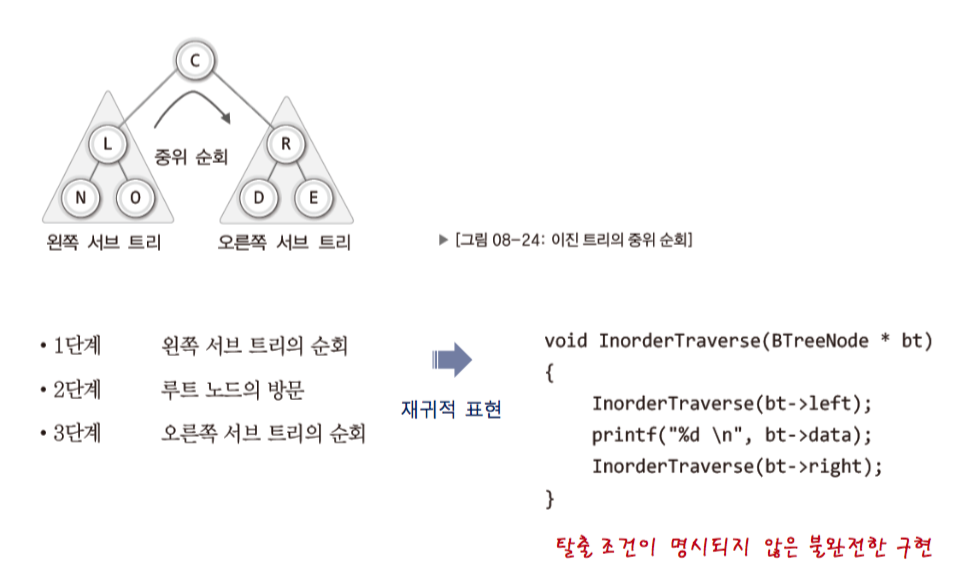 C
L
R
중위 순회
N
O
D
E
왼쪽 서브 트리
오른쪽 서브 트리
▶ [그림 08-24: 이진 트리의 중위 순회]
• 1단계 왼쪽 서브 트리의 순회
• 2단계 루트 노드의 방문
• 3단계 오른쪽 서브 트리의 순회
재귀적 표현
void InorderTraverse(BTreeNode * bt)
{
InorderTraverse(bt->left);
printf("%d \n", bt->data);
InorderTraverse(bt->right);
}
탈출 조건이 명시되지 않은 불완전한 구현